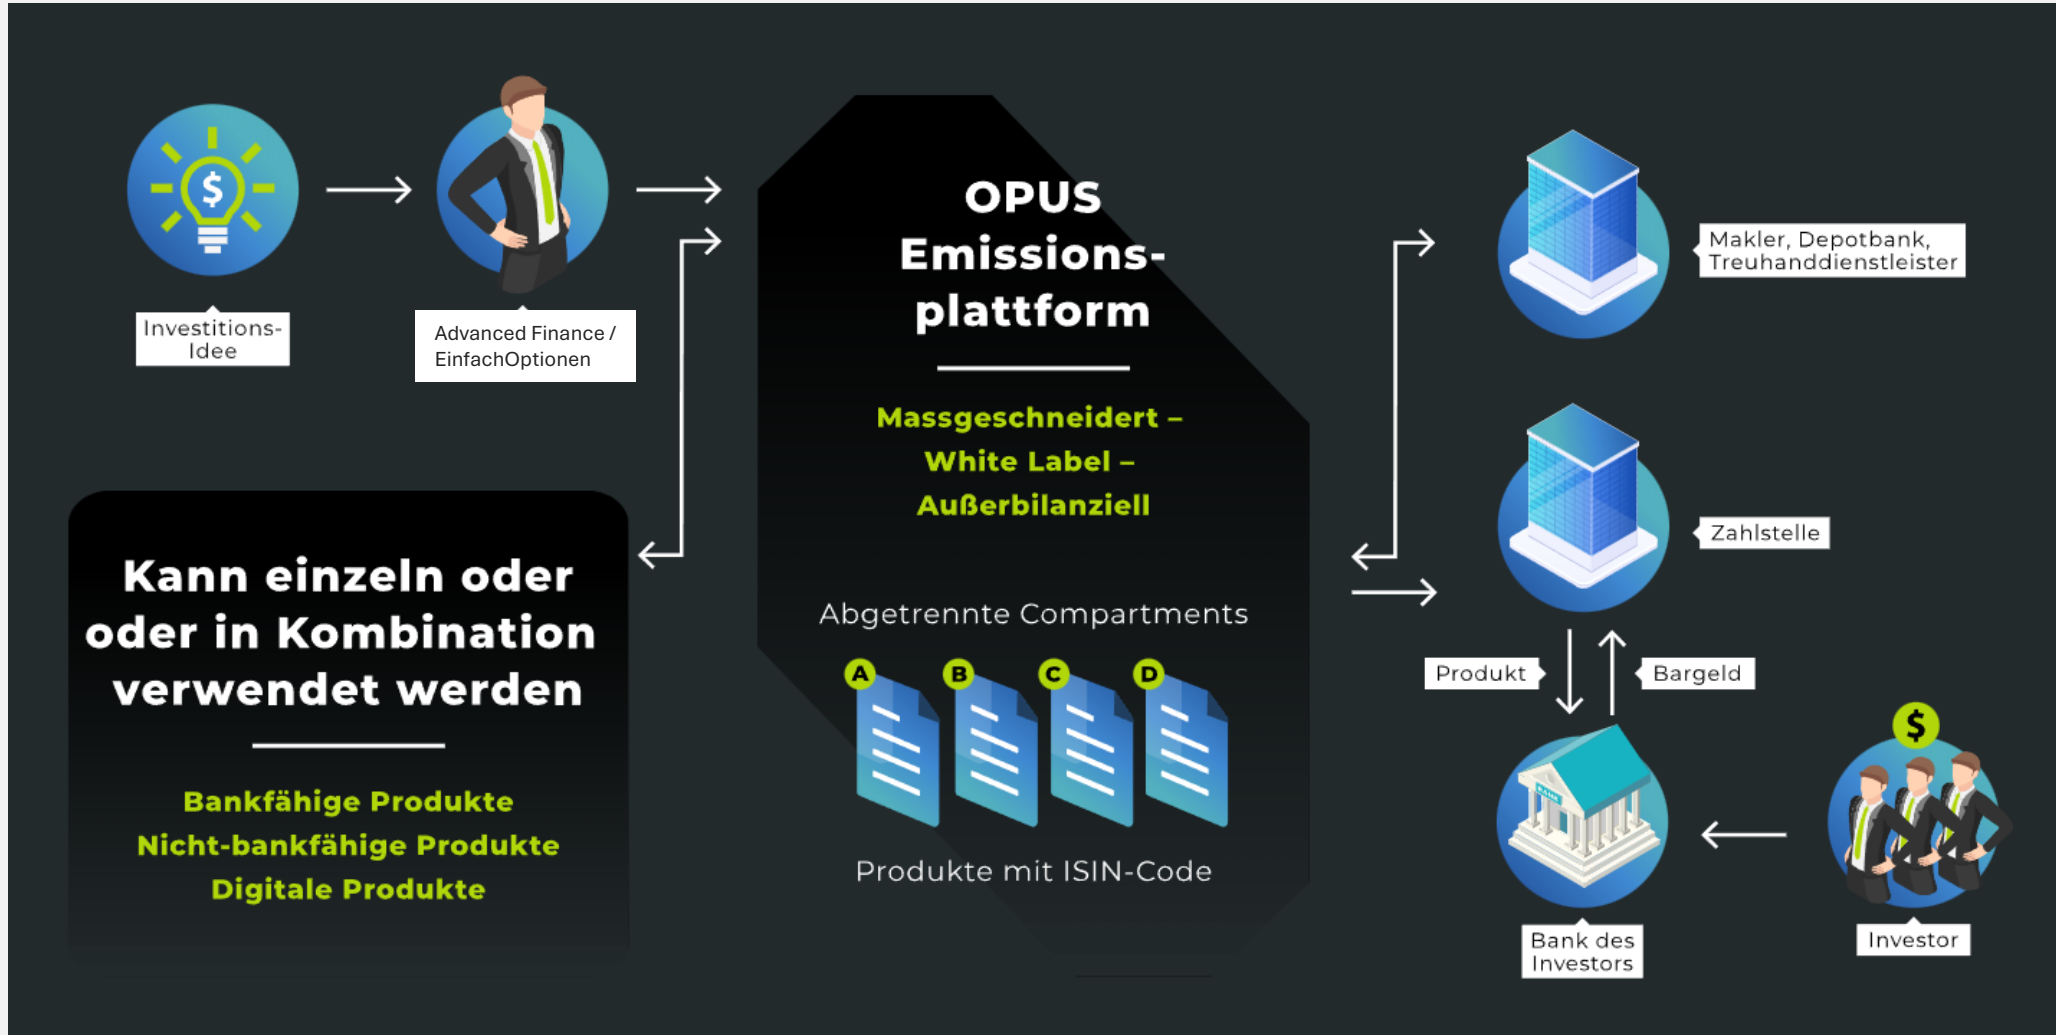 $
Investitions-
Idee
Advanced Finance /
EinfachOptionen
Kann einzeln oder
oder in Kombination
verwendet werden
Bankfähige Produkte
Nicht-bankfähige Produkte
Digitale Produkte
OPUS
Emissions-
plattform
Massgeschneidert –
White Label –
Außerbilanziell
Abgetrennte Compartments
A B C D
Produkte mit ISIN-Code
Makler, Depotbank,
Treuhanddienstleister
Zahlstelle
Produkt
Bargeld
BANK
Bank des
Investors
$
Investor